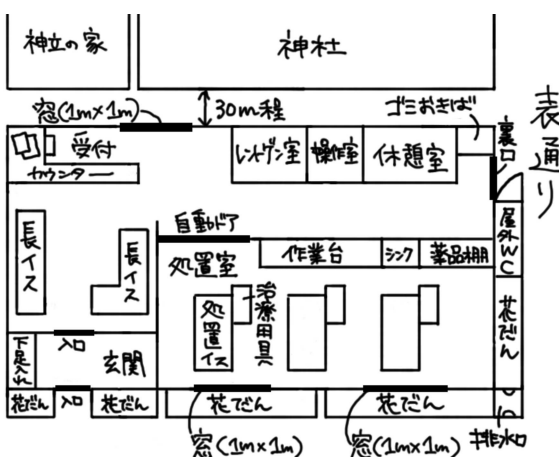 神立の家
神社
窓(1m×1m)
30m程
ゴミおきば
表通り
裏口
受付
カウンター
レントゲン室
操作室
休憩室
長イス
長イス
自動ドア
処置室
作業台
シンク
薬品棚
屋外WC
処置イス
治療用具
花だん
下足入れ
入口
玄関
花だん
入口
花だん
花だん
花だん
排水口
窓(1m×1m)
窓(1m×1m)